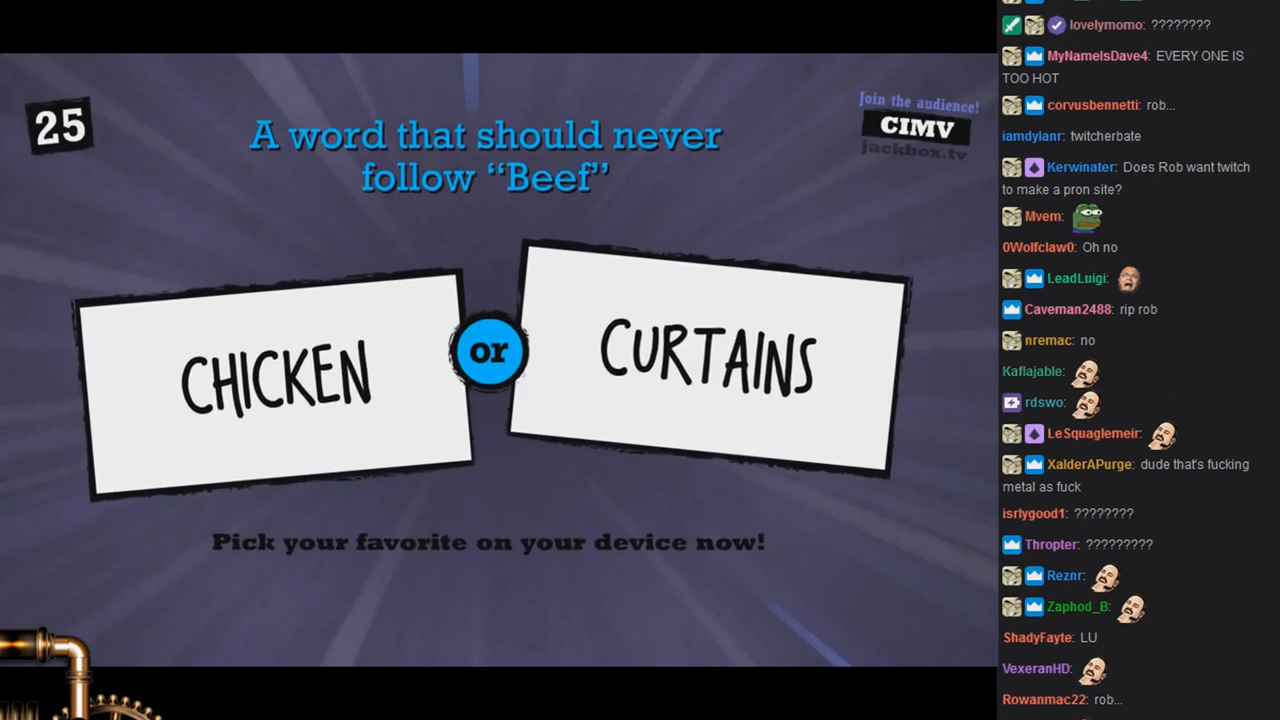 25
A word that should never
follow “Beef”
Join the audience!
CIMV
jackbox.tv
CHICKEN
or
CURTAINS
Pick your favorite on your device now!
lovelymomo: ????????
MyNameIsDave4: EVERY ONE IS
TOO HOT
corvusbennetti: rob...
iamdylanr: twitcherbate
Kerwinater: Does Rob want twitch
to make a pron site?
Mvem:
0Wolfclaw0: Oh no
LeadLuigi:
Caveman2488: rip rob
nremac: no
Kaflajable:
rdswo:
LeSquaglemeir:
XalderAPurge: dude that's fucking
metal as fuck
isrlygood1: ????????
Thropter: ?????????
Reznr:
Zaphod_B:
ShadyFayte: LU
VexeranHD:
Rowanmac22: rob...